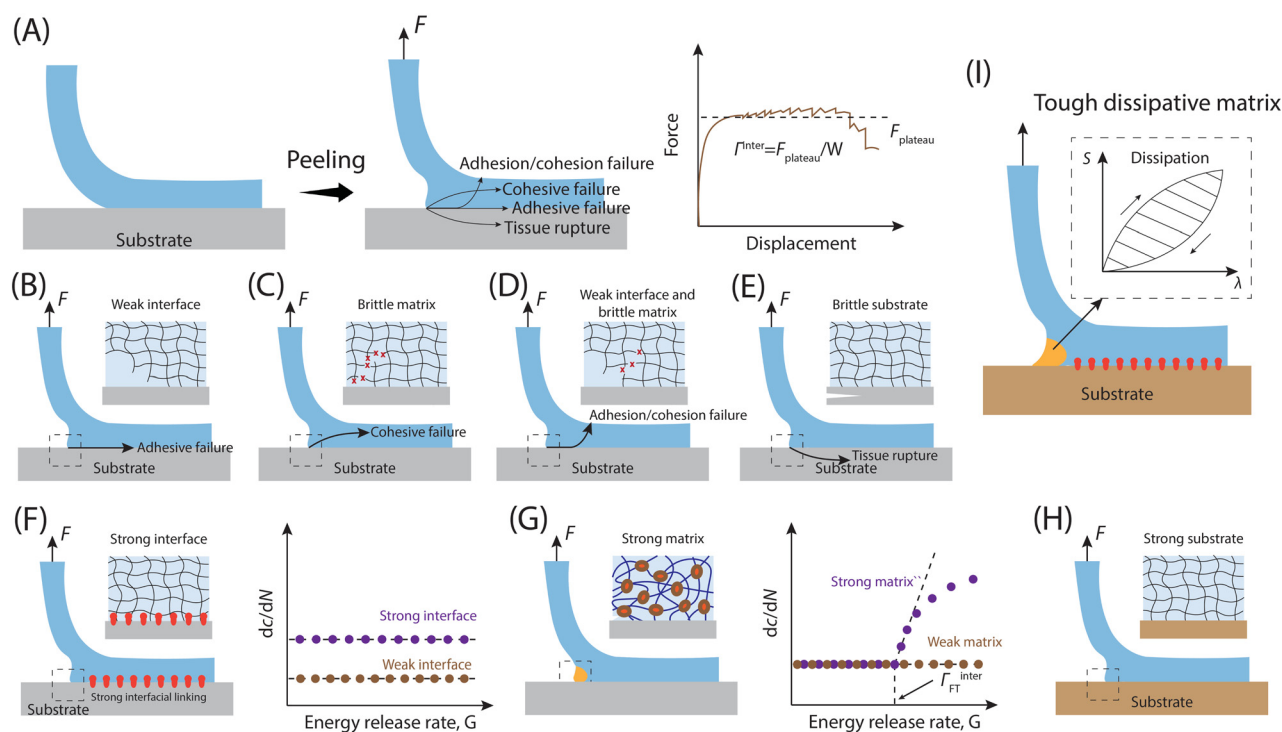 (A)
F
Peeling
Substrate
Adhesion/cohesion failure
Cohesive failure
Adhesive failure
Tissue rupture
Force
Γ^inter=F_plateau/W
F_plateau
Displacement
(I)
Tough dissipative matrix
S
Dissipation
λ
Substrate
(B)
F
Weak interface
Adhesive failure
Substrate
(C)
F
Brittle matrix
Cohesive failure
Substrate
(D)
F
Weak interface and
brittle matrix
Adhesion/cohesion failure
Substrate
(E)
F
Brittle substrate
Tissue rupture
Substrate
(F)
F
Strong interface
Strong interfacial linking
Substrate
dc/dN
Strong interface
Weak interface
Energy release rate, G
(G)
F
Strong matrix
dc/dN
Strong matrix``
Weak matrix
Γ_FT^inter
Energy release rate, G
(H)
F
Strong substrate
Substrate